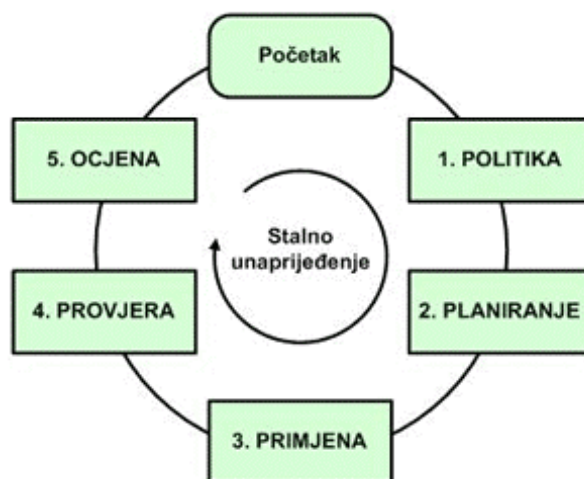 Početak
1. POLITIKA
2. PLANIRANJE
3. PRIMJENA
4. PROVJERA
5. OCJENA
Stalno
unaprijeđenje